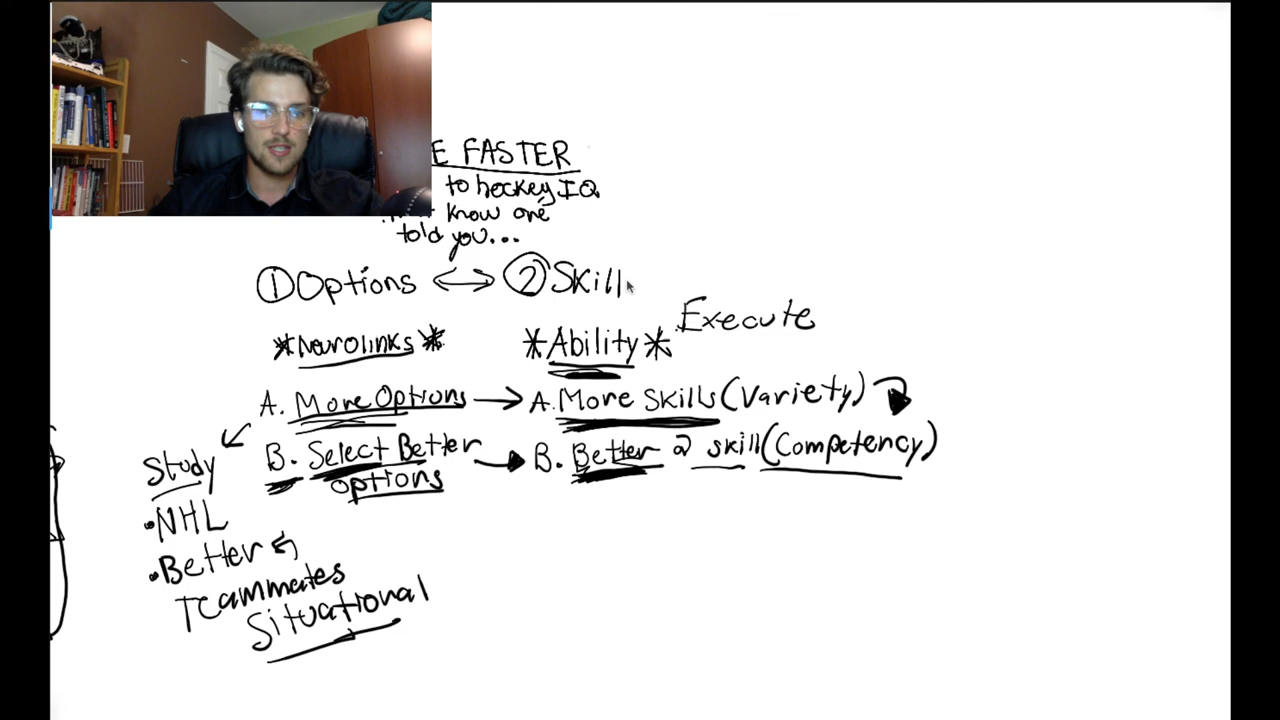 E FASTER
to hockey I.Q
know one
told you...
① Options ↔ ② Skill
Execute
*Neurolinks* *Ability*
A. More Options → A. More Skills (Variety)
B. Select Better → B. Better @ skill (Competency)
options
Study
• NHL
• Better
Teammates
Situational